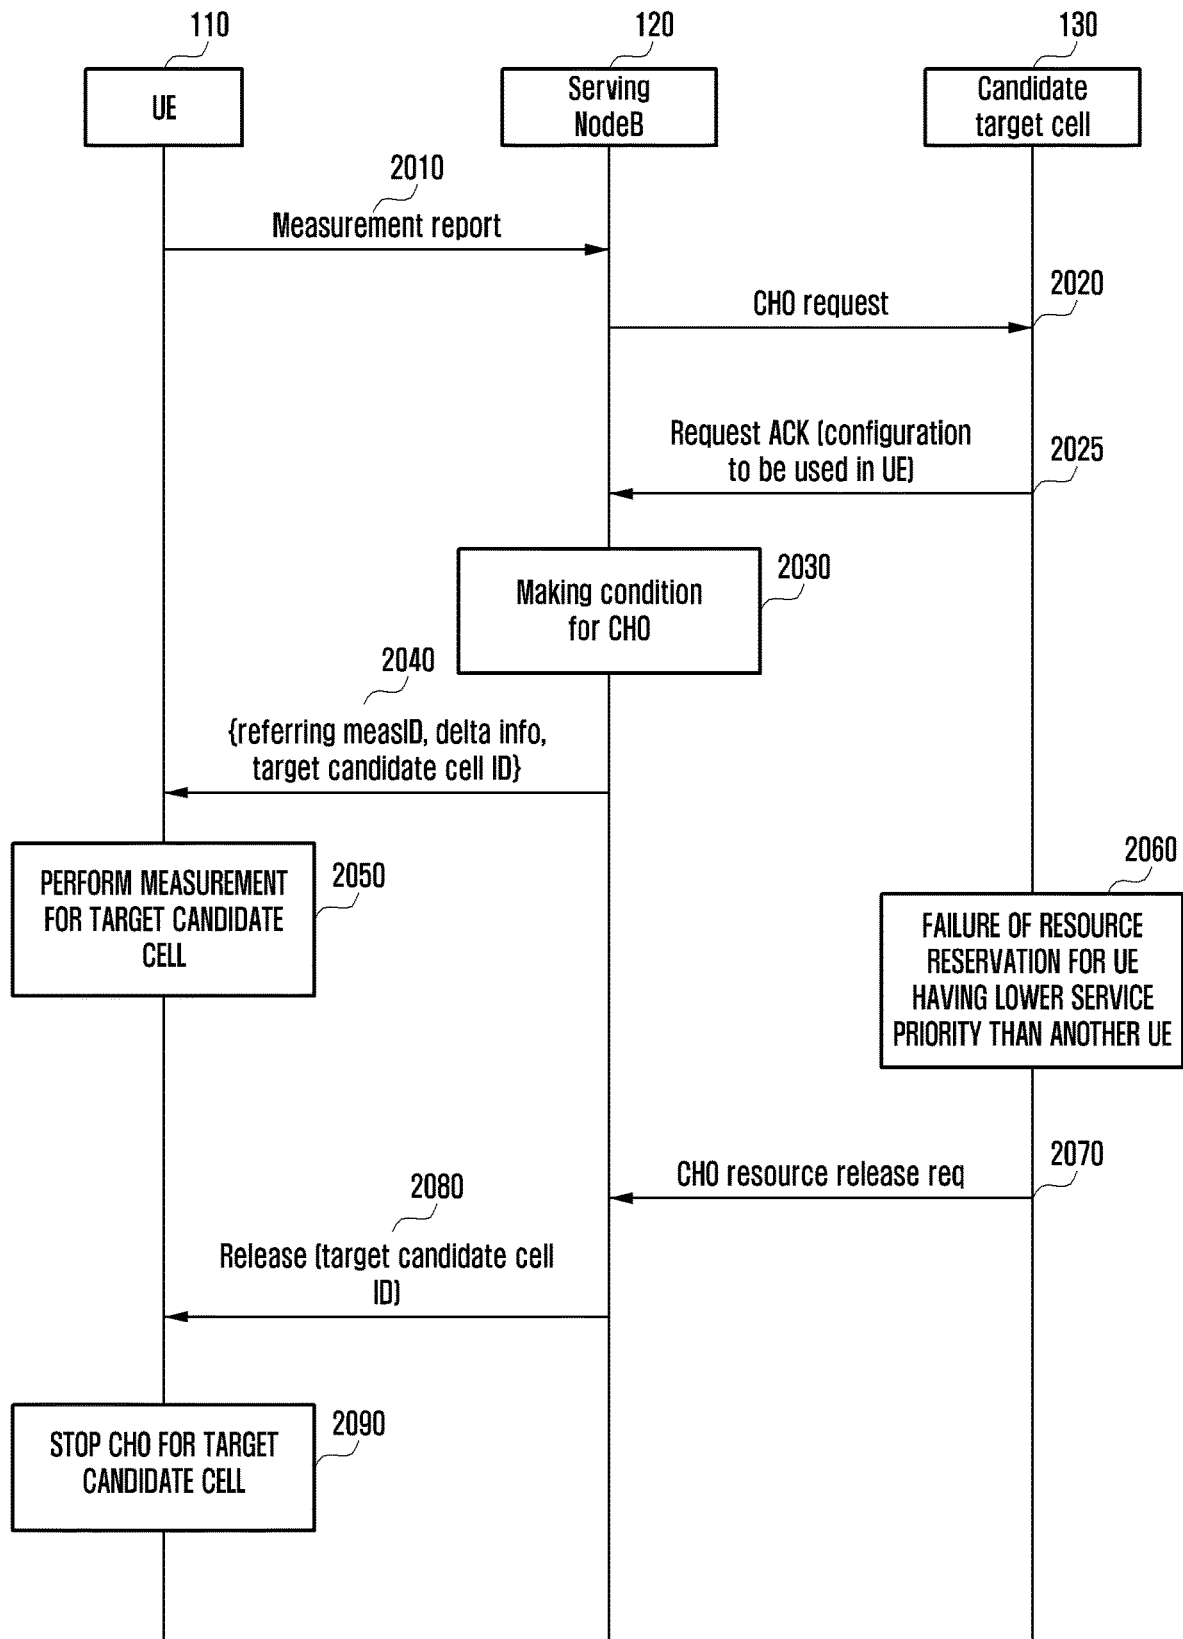 110
120
130
UE
Serving
NodeB
Candidate
target cell
2010
Measurement report
2020
CHO request
Request ACK (configuration
to be used in UE)
2025
Making condition
for CHO
2030
2040
{referring measID, delta info,
target candidate cell ID}
PERFORM MEASUREMENT
FOR TARGET CANDIDATE
CELL
2050
2060
FAILURE OF RESOURCE
RESERVATION FOR UE
HAVING LOWER SERVICE
PRIORITY THAN ANOTHER UE
2070
CHO resource release req
2080
Release (target candidate cell
ID)
STOP CHO FOR TARGET
CANDIDATE CELL
2090